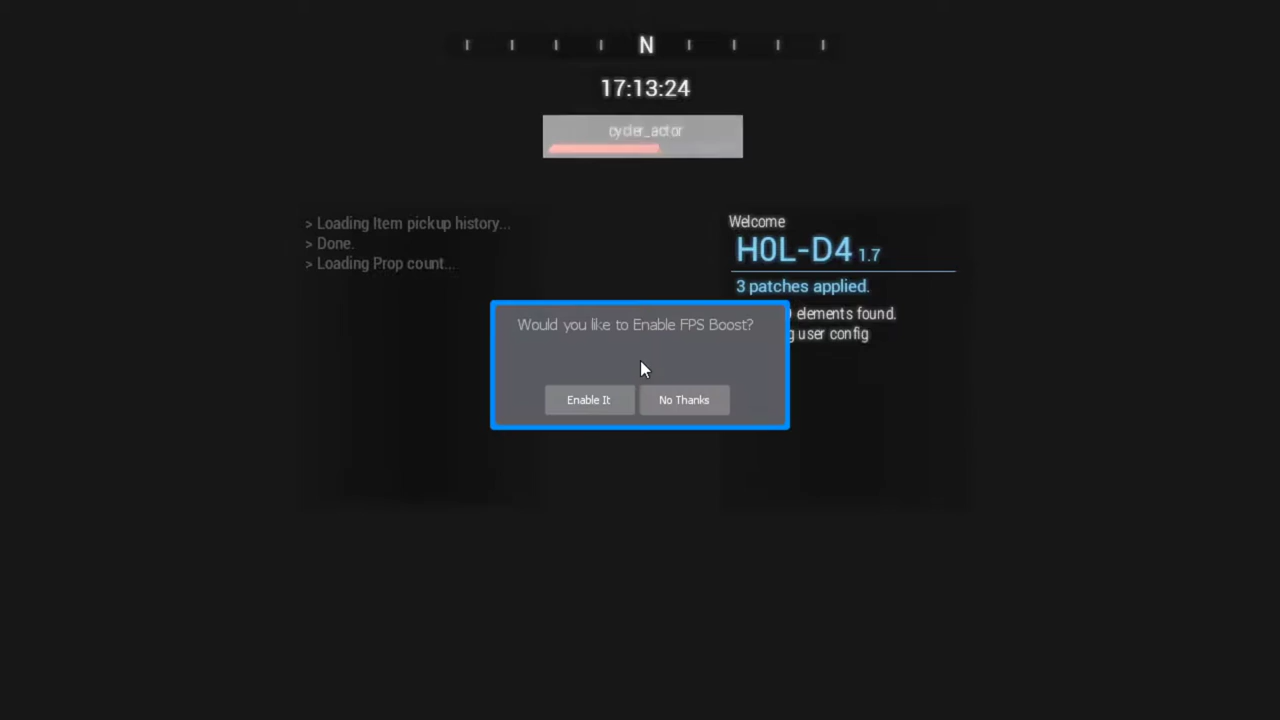 N
17:13:24
cycler_actor
> Loading Item pickup history...
> Done.
> Loading Prop count...
Welcome
H0L-D4 1.7
3 patches applied.
elements found.
user config
Would you like to Enable FPS Boost?
Enable It
No Thanks